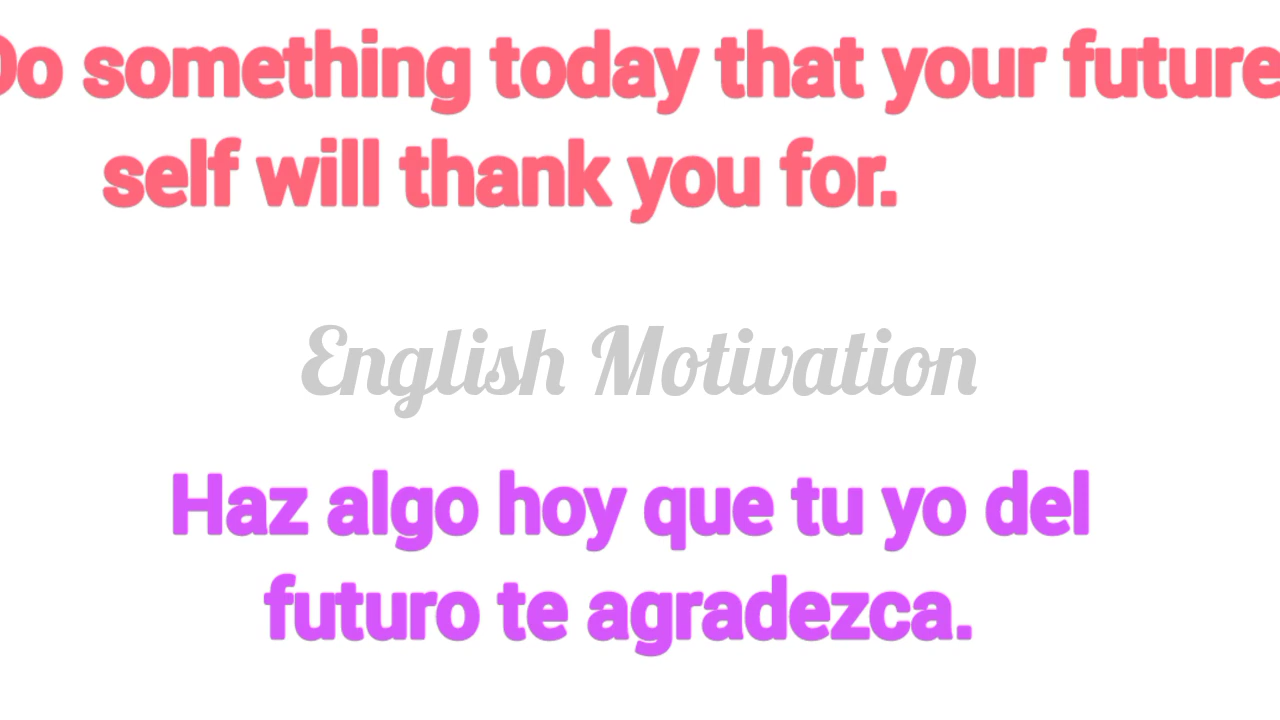 Do something today that your future
self will thank you for.
English Motivation
Haz algo hoy que tu yo del
futuro te agradezca.